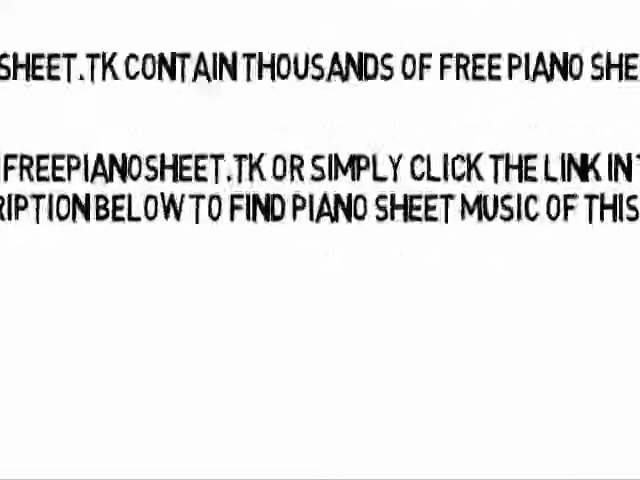 SHEET.TK CONTAIN THOUSANDS OF FREE PIANO SHE
FREEPIANOSHEET.TK OR SIMPLY CLICK THE LINK IN
RIPTION BELOW TO FIND PIANO SHEET MUSIC OF THIS